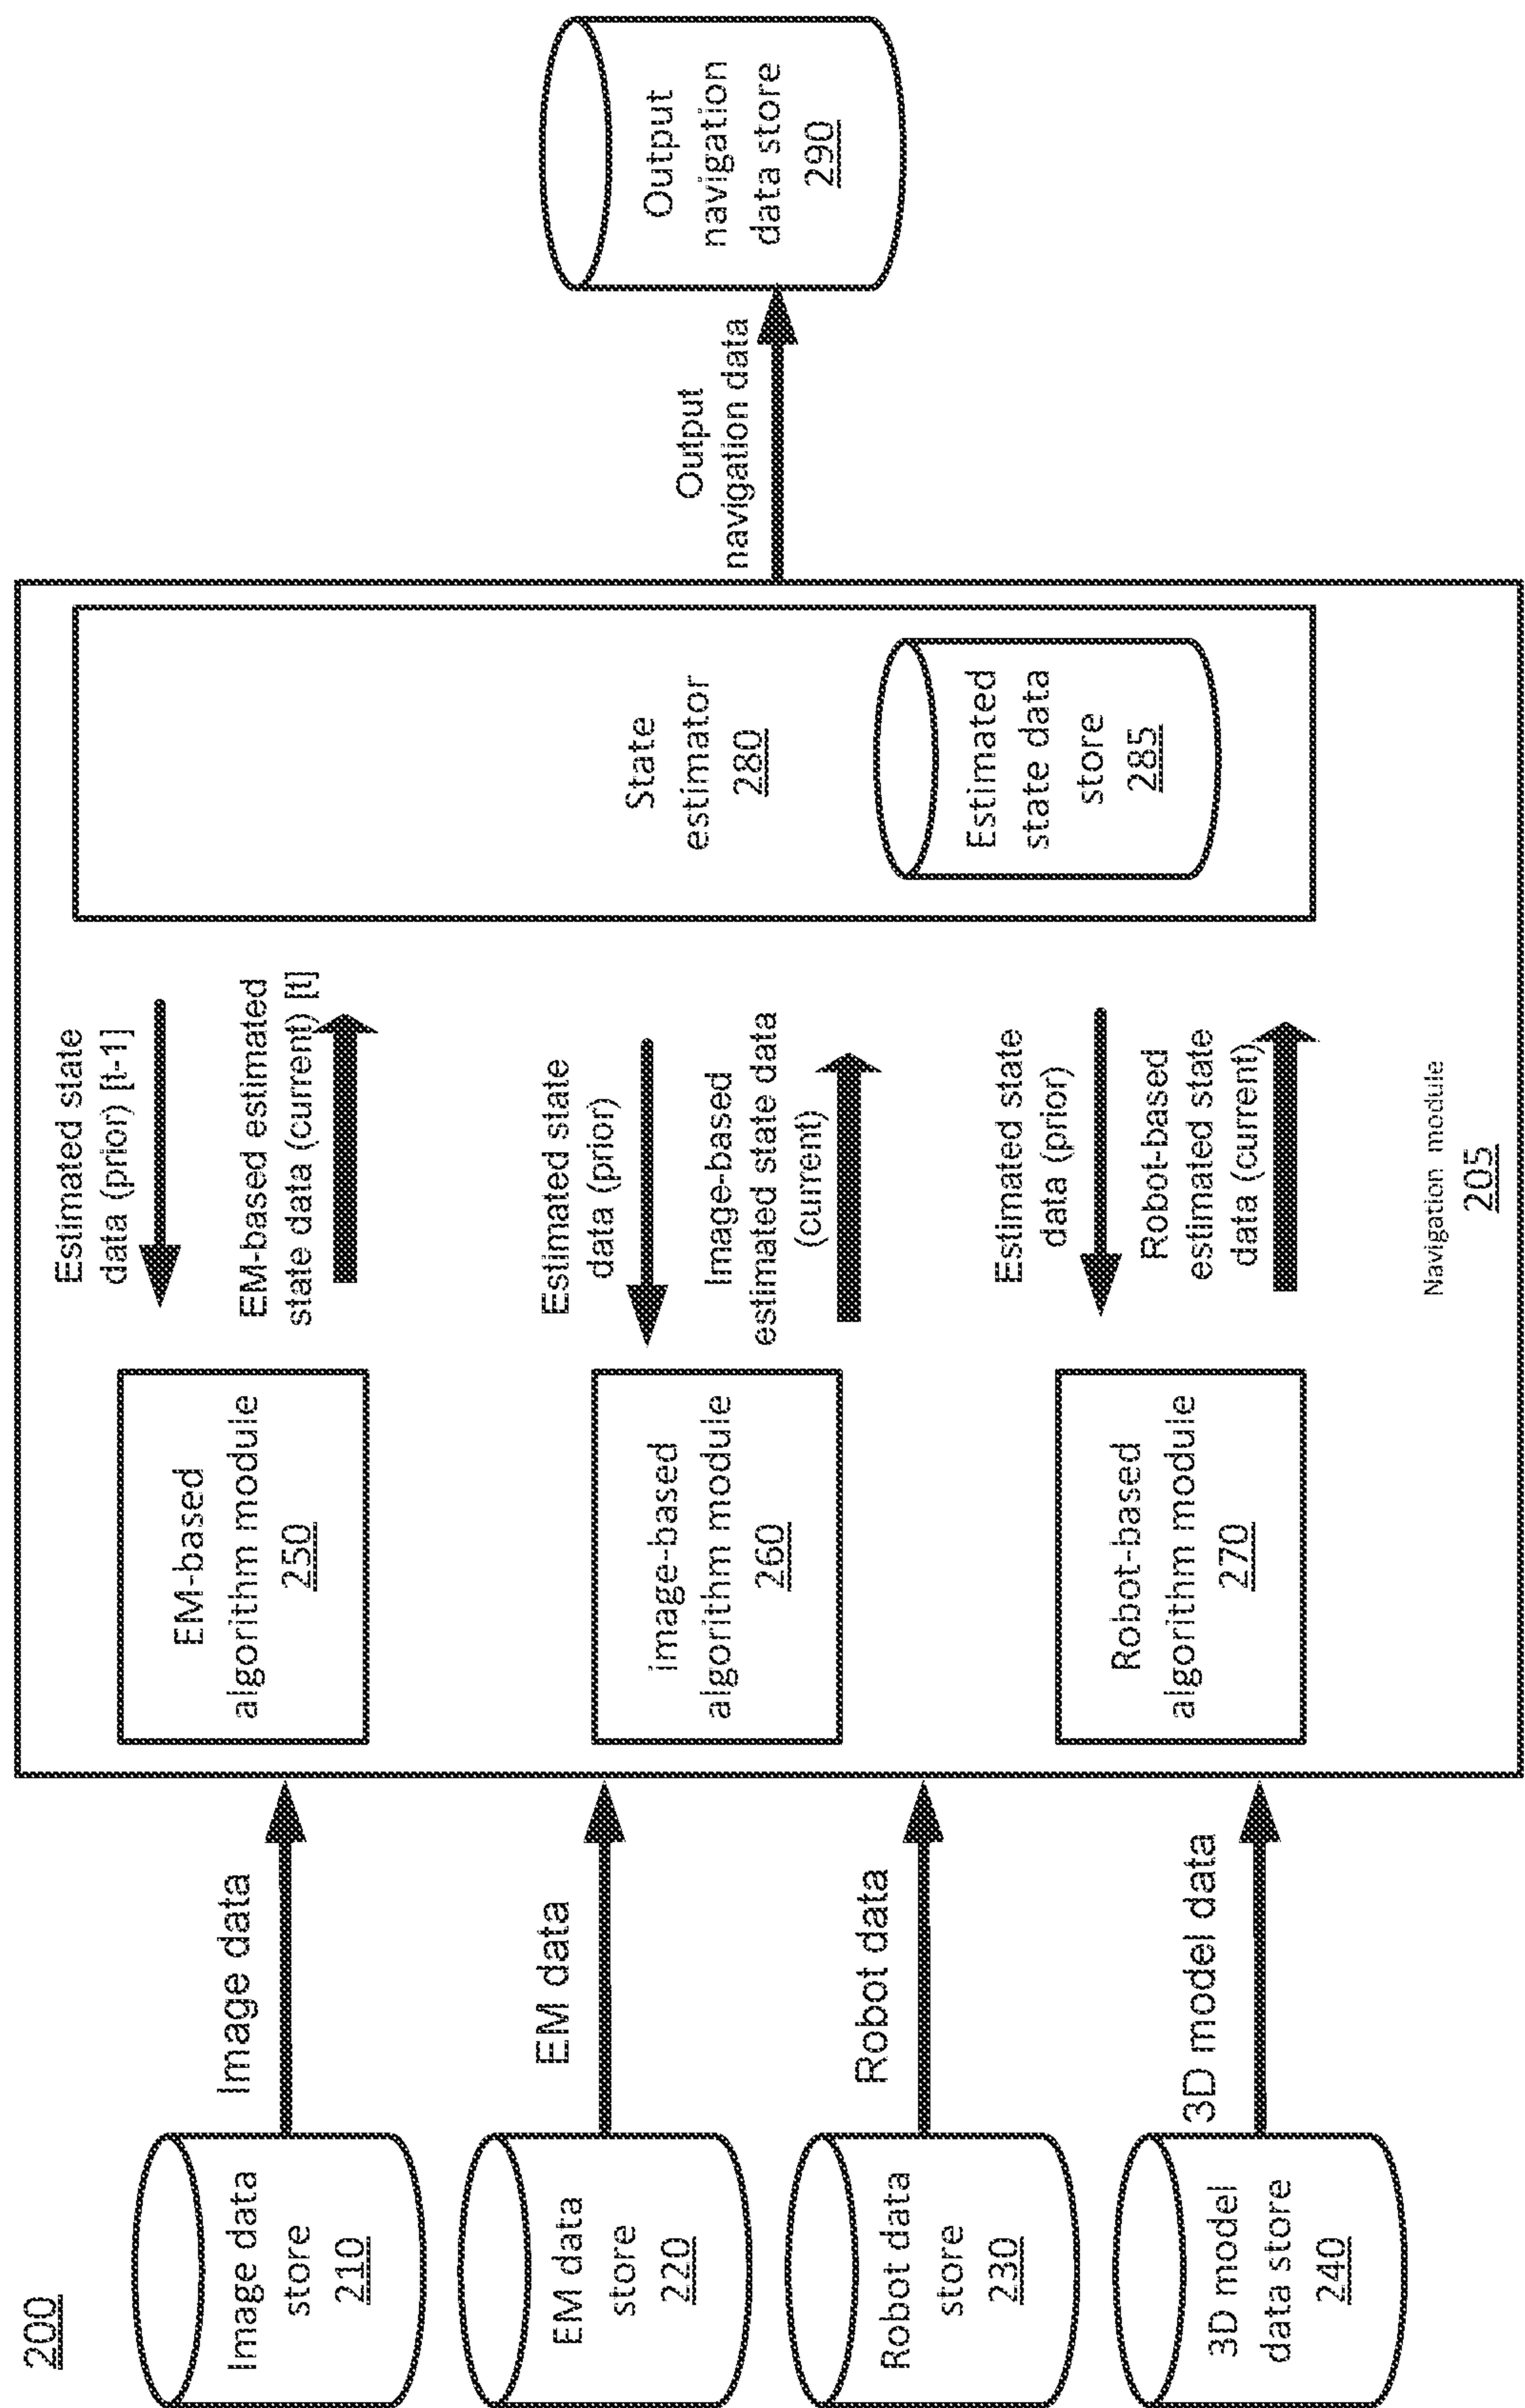 200
Image data
store
210
EM data
store
220
Robot data
store
230
3D model
data store
240
Image data
EM data
Robot data
3D model data
EM-based
algorithm module
250
image-based
algorithm module
260
Robot-based
algorithm module
270
Estimated state
data (prior) [t-1]
EM-based estimated
state data (current) [t]
Estimated state
data (prior)
Image-based
estimated state data
(current)
Estimated state
data (prior)
Robot-based
estimated state
data (current)
Navigation module
205
State
estimator
280
Estimated
state data
store
285
Output
navigation data
Output
navigation
data store
290